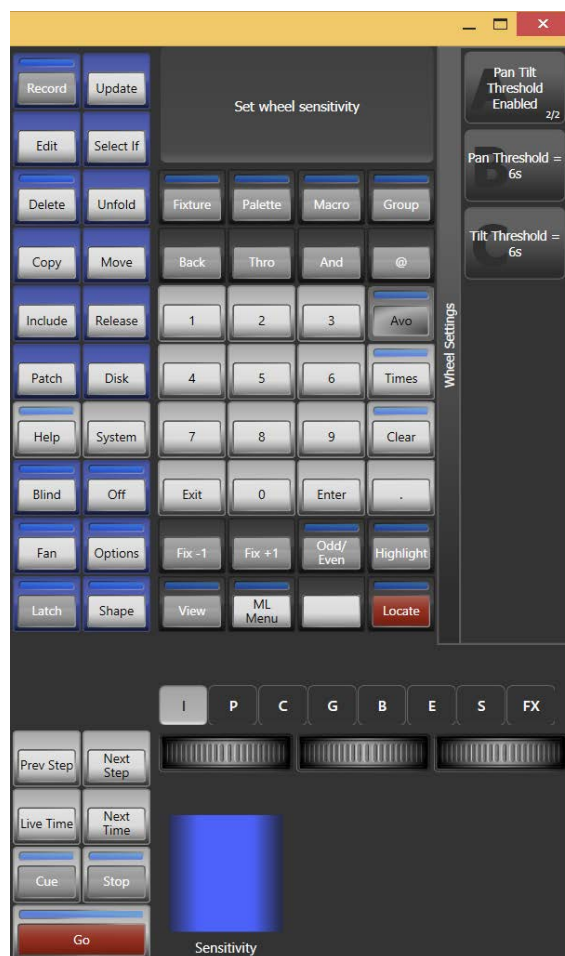 Record
Update
Set wheel sensitivity
A
Pan Tilt
Threshold
Enabled
2/2
Edit
Select If
B
Pan Threshold =
6s
Delete
Unfold
Fixture
Palette
Macro
Group
C
Tilt Threshold =
6s
Copy
Move
Back
Thro
And
@
Include
Release
1
2
3
Avo
Wheel Settings
Patch
Disk
4
5
6
Times
Help
System
7
8
9
Clear
Blind
Off
Exit
0
Enter
.
Fan
Options
Fix -1
Fix +1
Odd/
Even
Highlight
Latch
Shape
View
ML
Menu
Locate
I
P
C
G
B
E
S
FX
Prev Step
Next
Step
Live Time
Next
Time
Cue
Stop
Go
Sensitivity